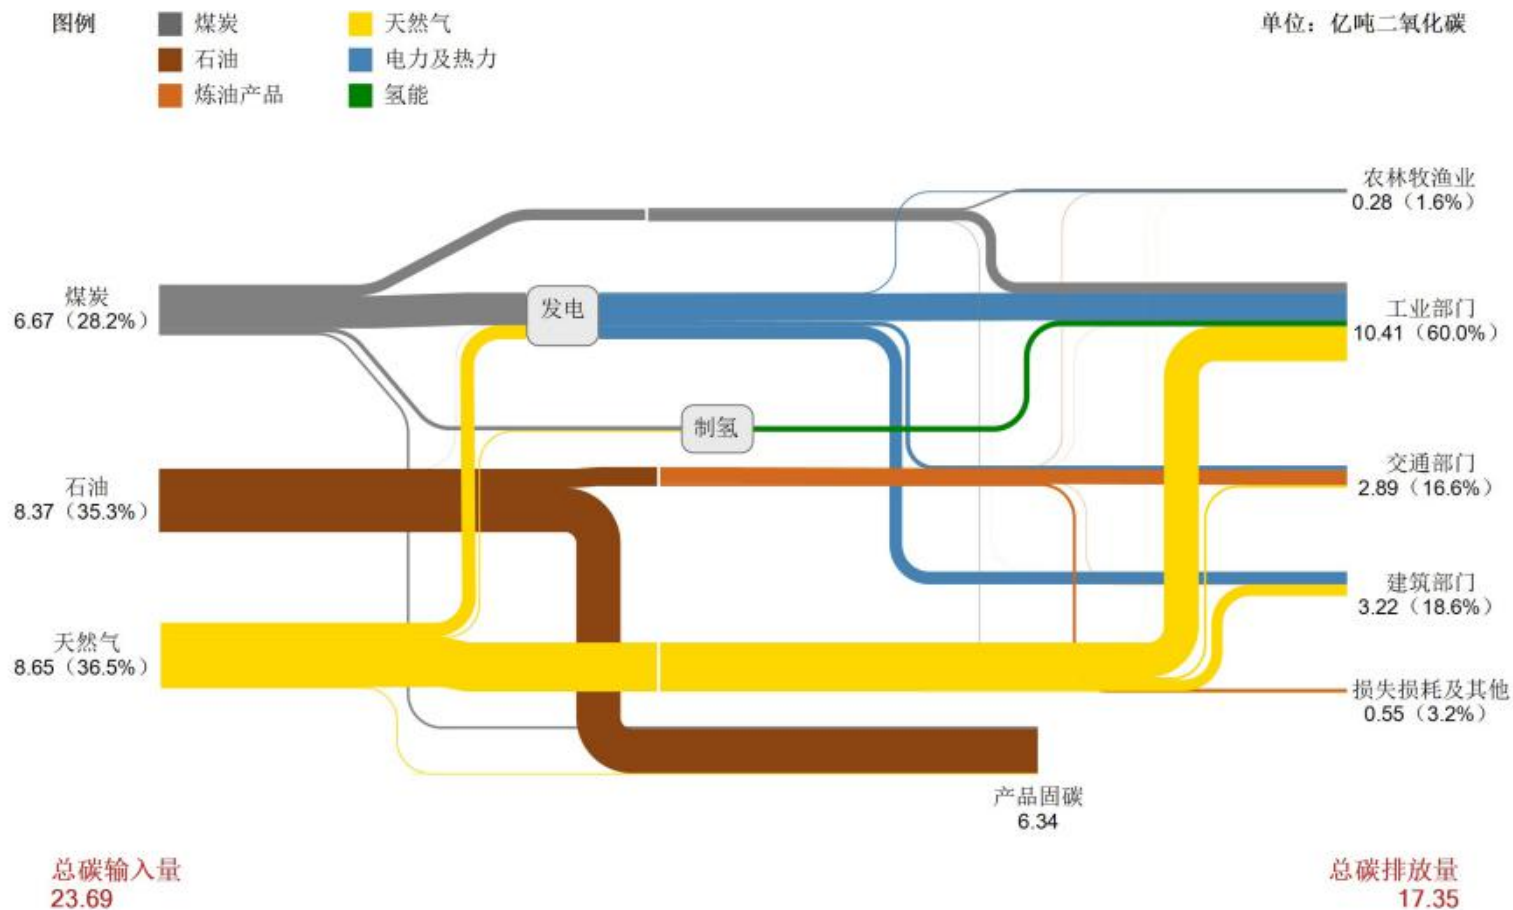 图例
煤炭
天然气
单位：亿吨二氧化碳
石油
电力及热力
炼油产品
氢能
农林牧渔业
0.28（1.6%）
煤炭
6.67（28.2%）
发电
工业部门
10.41（60.0%）
制氢
石油
8.37（35.3%）
交通部门
2.89（16.6%）
建筑部门
3.22（18.6%）
天然气
8.65（36.5%）
损失损耗及其他
0.55（3.2%）
产品固碳
6.34
总碳输入量
23.69
总碳排放量
17.35